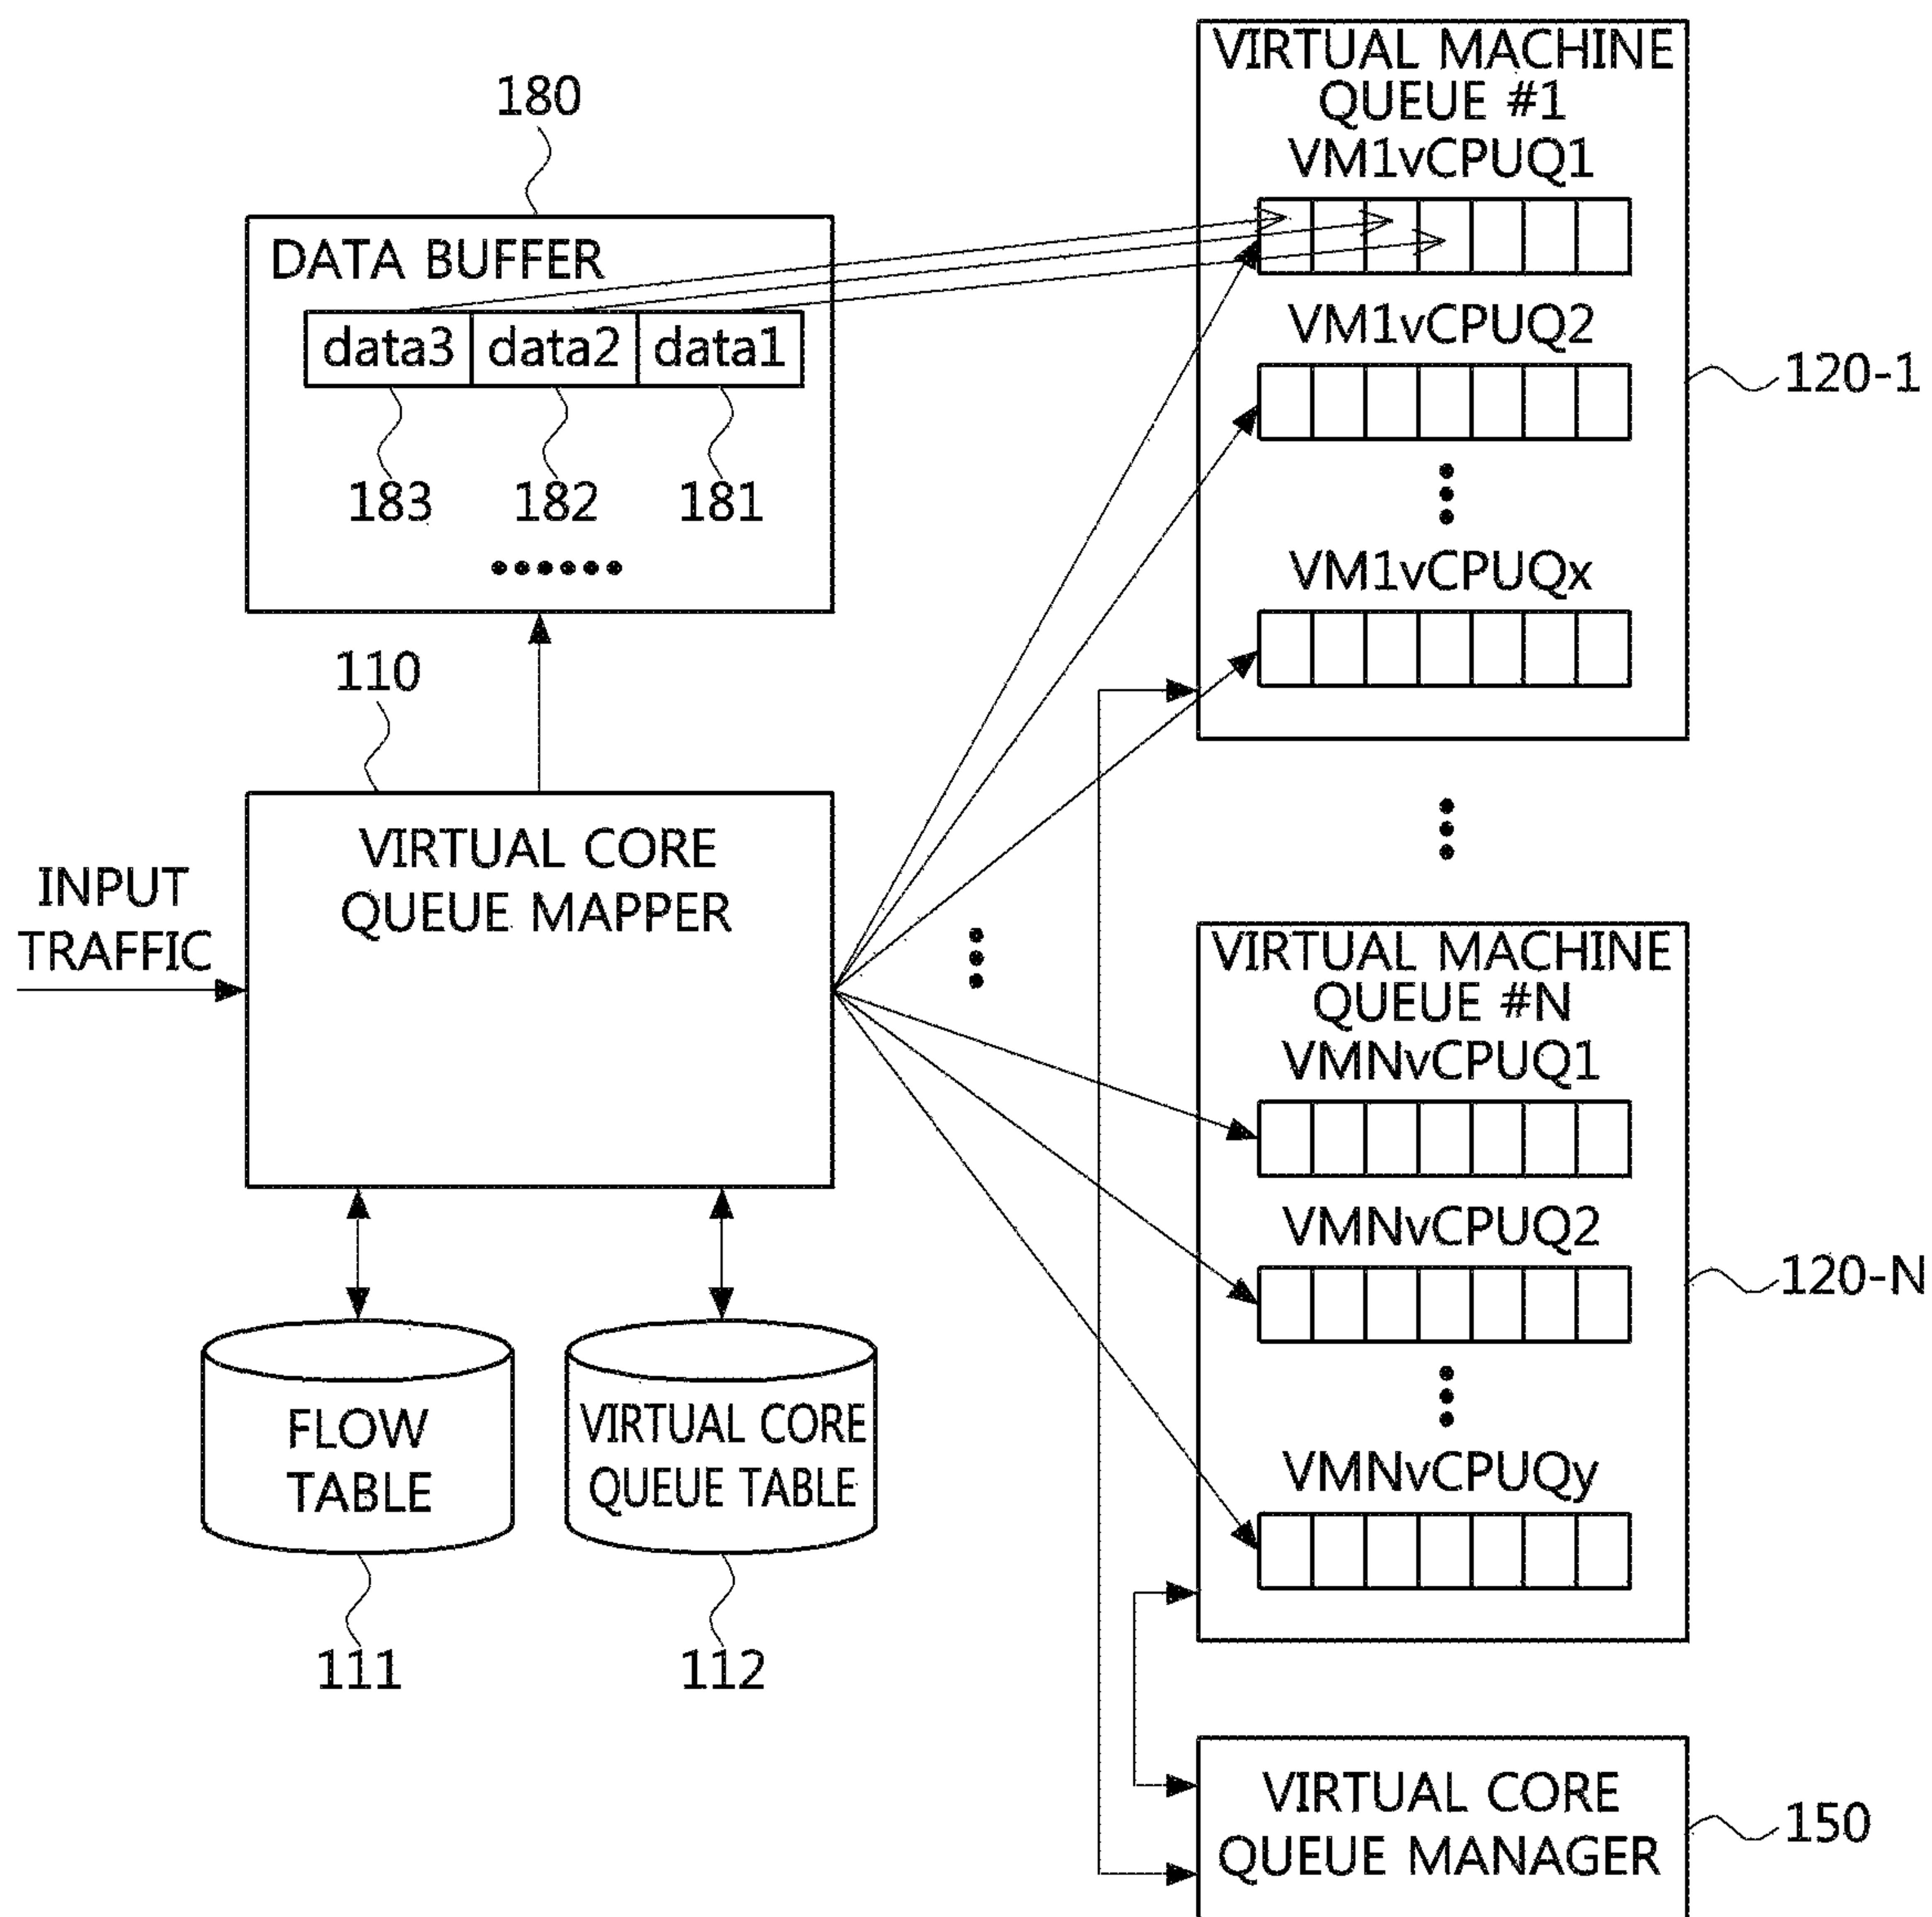 180
DATA BUFFER
data3 data2 data1
183 182 181
110
VIRTUAL CORE
QUEUE MAPPER
INPUT
TRAFFIC
FLOW
TABLE
VIRTUAL CORE
QUEUE TABLE
111
112
VIRTUAL MACHINE
QUEUE #1
VM1vCPUQ1
VM1vCPUQ2
VM1vCPUQx
120-1
VIRTUAL MACHINE
QUEUE #N
VMNvCPUQ1
VMNvCPUQ2
VMNvCPUQy
120-N
VIRTUAL CORE
QUEUE MANAGER
150